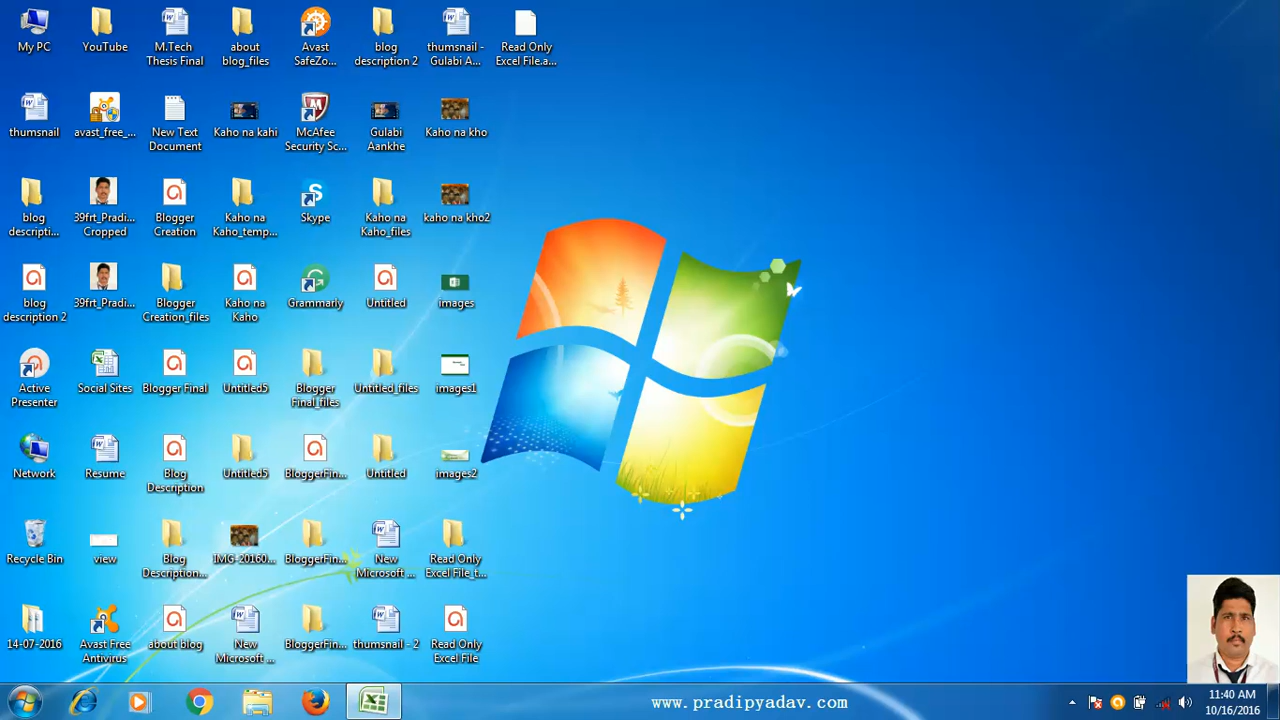 My PC
YouTube
M.Tech
Thesis Final
about
blog_files
Avast
SafeZo...
blog
description 2
thumsnail -
Gulabi A...
Read Only
Excel File.a...
thumsnail
avast_free_...
New Text
Document
Kaho na kahi
McAfee
Security Sc...
Gulabi
Aankhe
Kaho na kho
blog
descripti...
39frt_Pradi...
Cropped
Blogger
Creation
Kaho na
Kaho_temp...
Skype
Kaho na
Kaho_files
kaho na kho2
blog
description 2
39frt_Pradi...
Blogger
Creation_files
Kaho na
Kaho
Grammarly
Untitled
images
Active
Presenter
Social Sites
Blogger Final
Untitled5
Blogger
Final_files
Untitled_files
images1
Network
Resume
Blog
Description
Untitled5
BloggerFin...
Untitled
images2
Recycle Bin
view
Blog
Description...
IMG-20160...
BloggerFin...
New
Microsoft ...
Read Only
Excel File_t...
14-07-2016
Avast Free
Antivirus
about blog
New
Microsoft ...
BloggerFin...
thumsnail - 2
Read Only
Excel File
www.pradipyadav.com
11:40 AM
10/16/2016